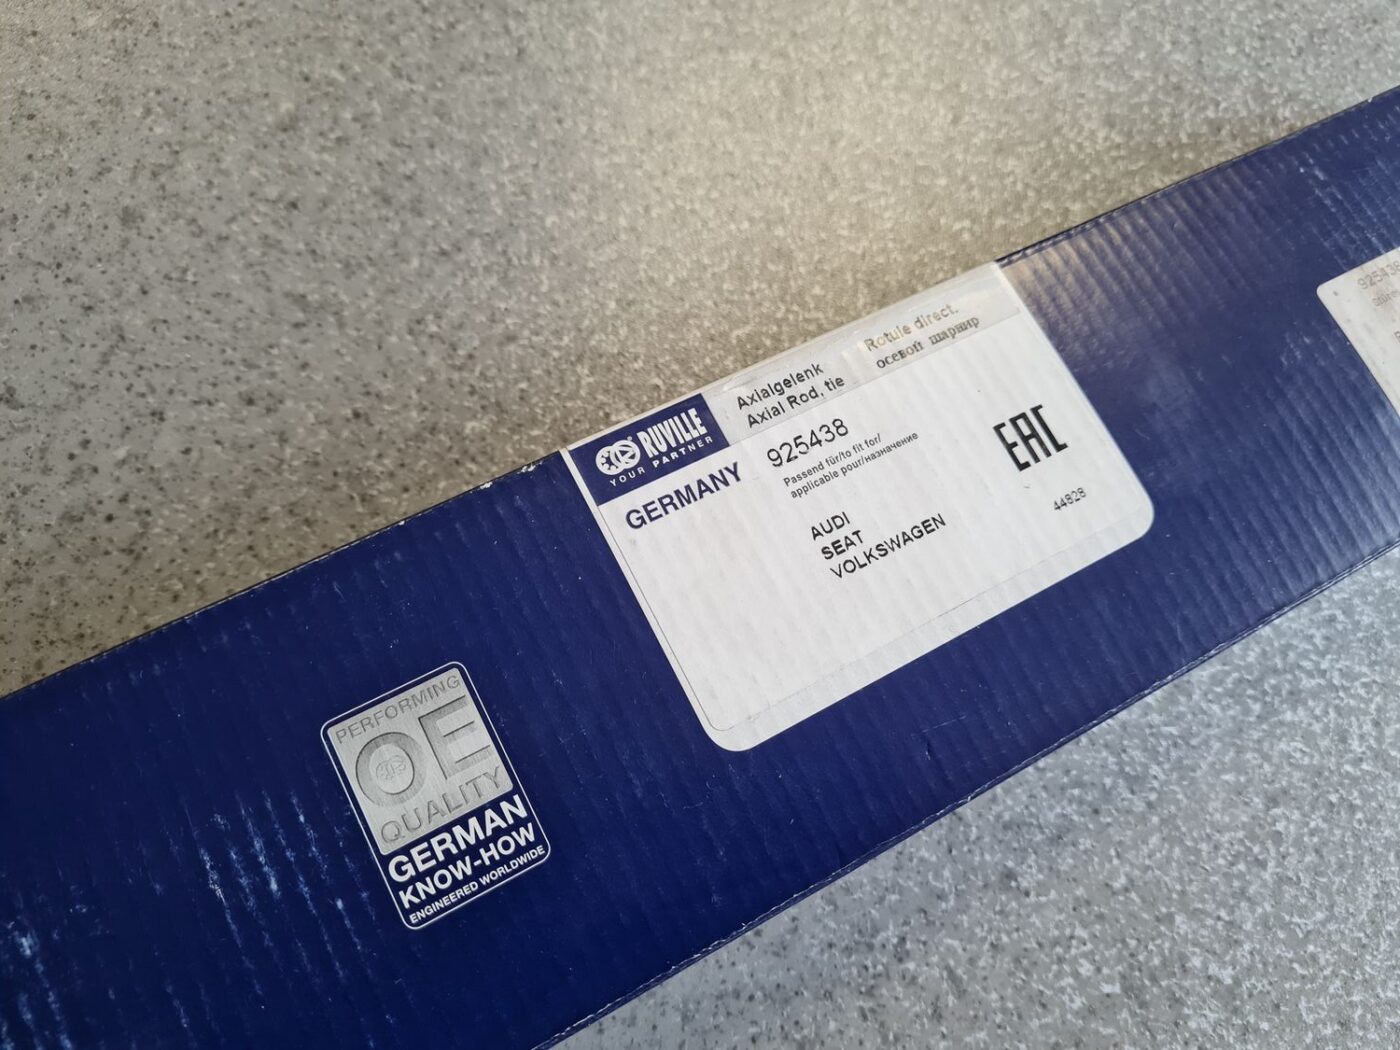 RUVILLE
YOUR PARTNER
GERMANY
Axialgelenk
Axial Rod, tie
Rotule direct.
осевой шарнир
925438
Passend für/to fit for/
applicable pour/назначение
AUDI
SEAT
VOLKSWAGEN
EAC
44828
PERFORMING
OE
QUALITY
GERMAN
KNOW-HOW
ENGINEERED WORLDWIDE